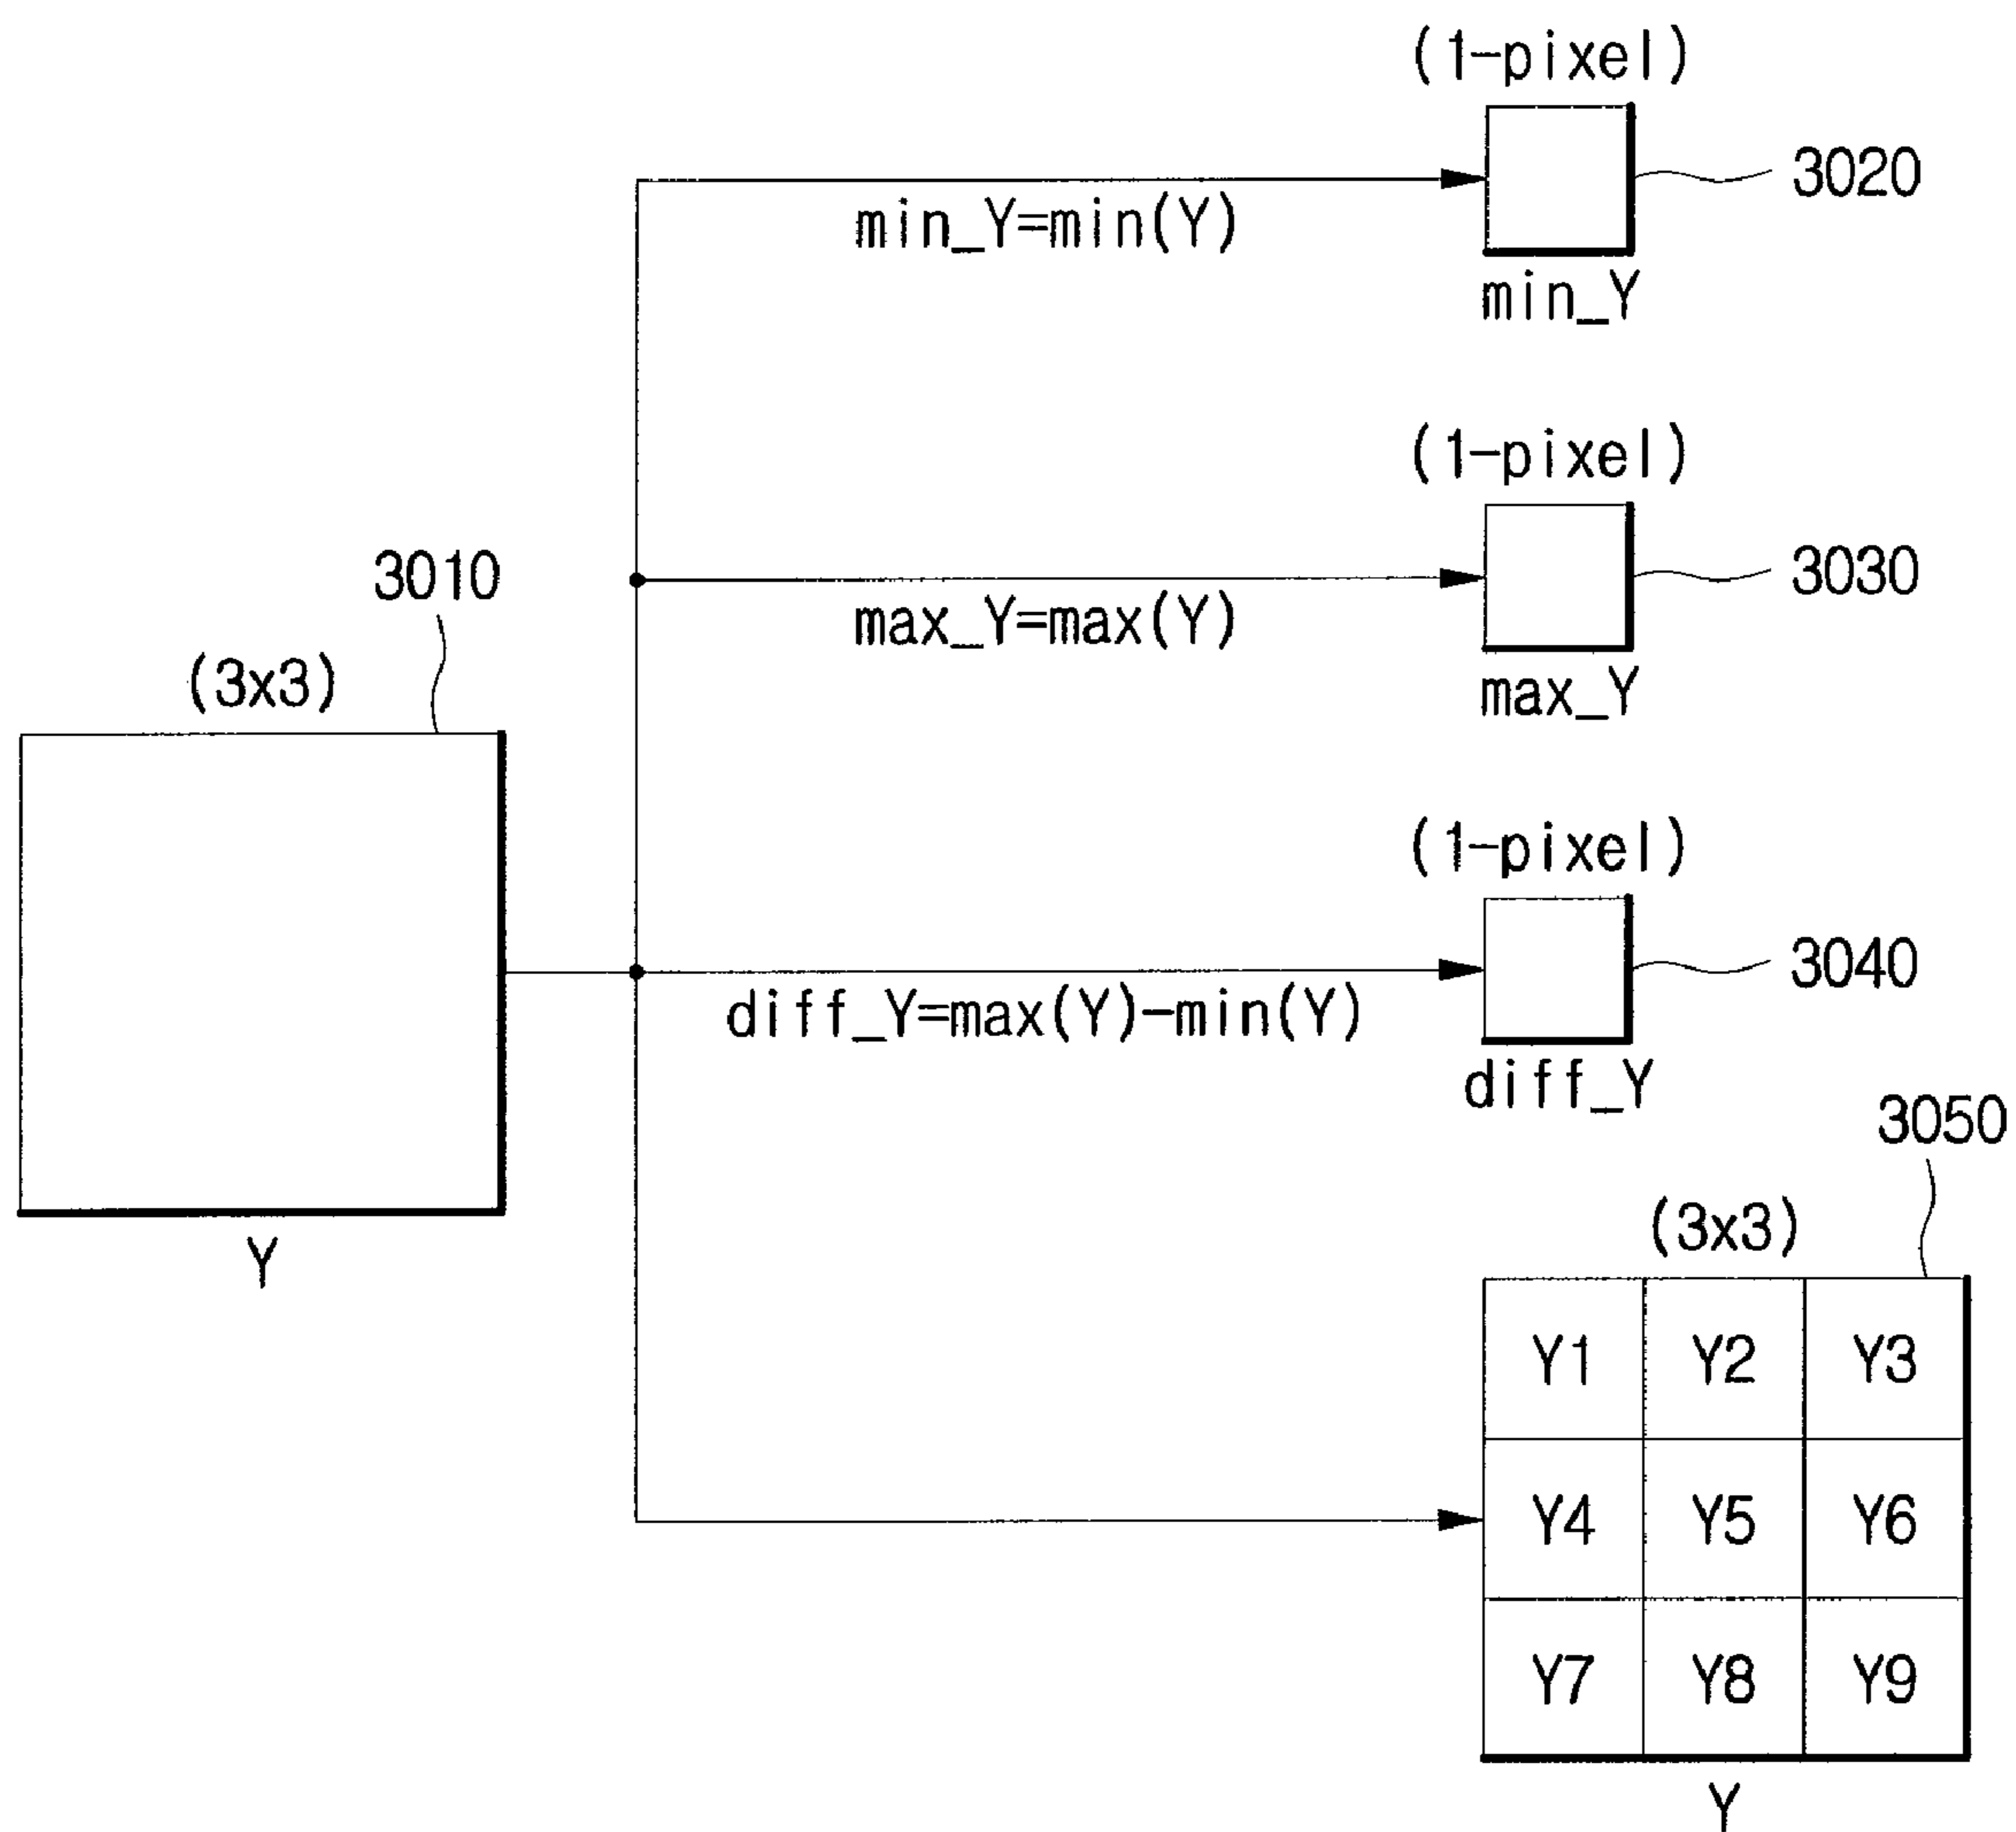 (1-pixel)
3020
min_Y=min(Y)
min_Y
(1-pixel)
3030
max_Y=max(Y)
max_Y
3010
(3x3)
Y
(1-pixel)
3040
diff_Y=max(Y)-min(Y)
diff_Y
3050
(3x3)
Y1 Y2 Y3
Y4 Y5 Y6
Y7 Y8 Y9
Y